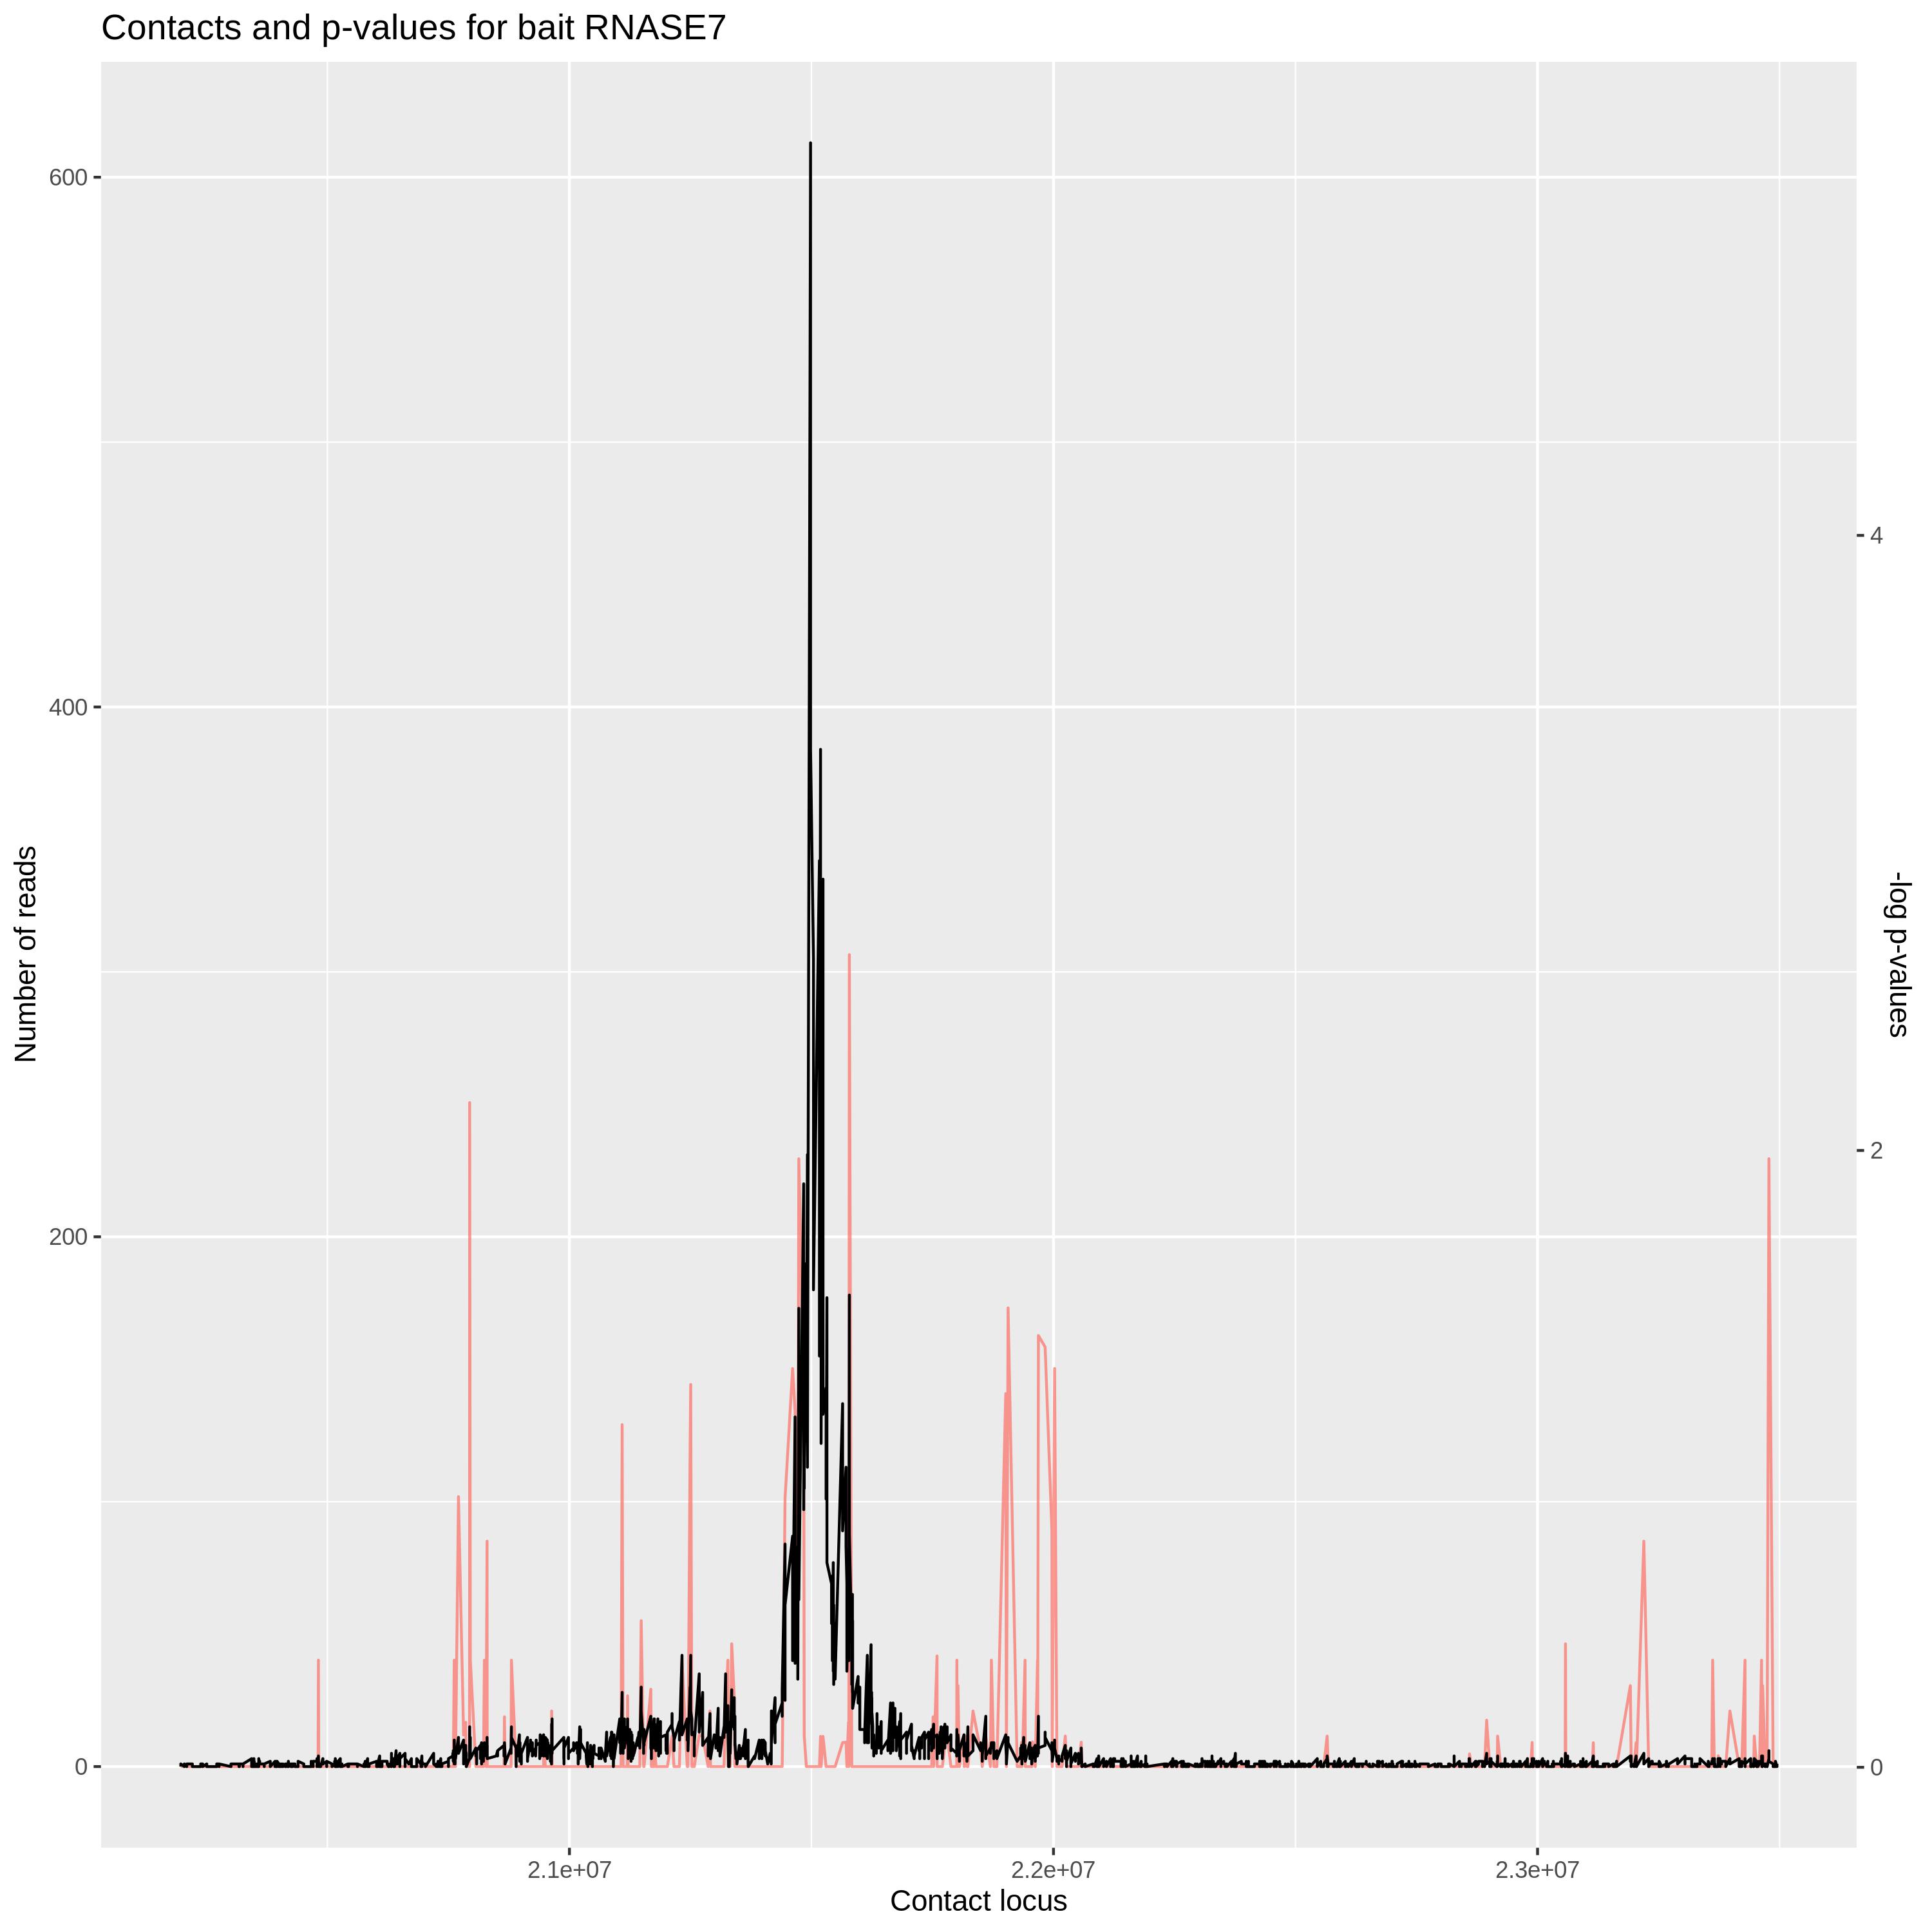 Contacts and p-values for bait RNASE7
600
400
200
0
Number of reads
4
2
0
-log p-values
2.1e+07
2.2e+07
2.3e+07
Contact locus